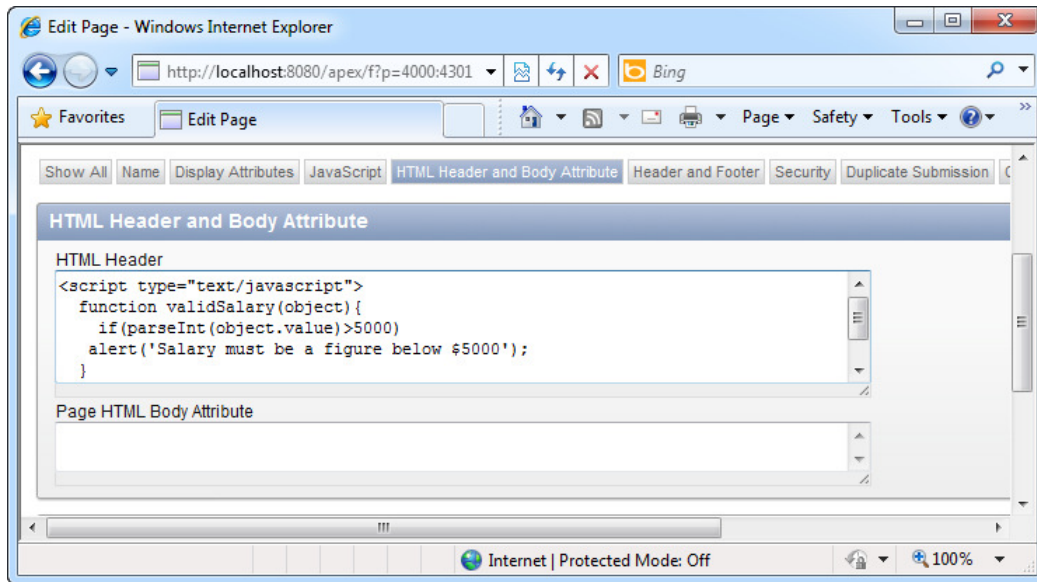 Edit Page - Windows Internet Explorer
http://localhost:8080/apex/f?p=4000:4301 Bing
Favorites Edit Page Page Safety Tools »
Show All Name Display Attributes JavaScript HTML Header and Body Attribute Header and Footer Security Duplicate Submission
HTML Header and Body Attribute
HTML Header
<script type="text/javascript">
function validSalary(object){
if(parseInt(object.value)>5000)
alert('Salary must be a figure below $5000');
}
Page HTML Body Attribute
Internet | Protected Mode: Off 100%